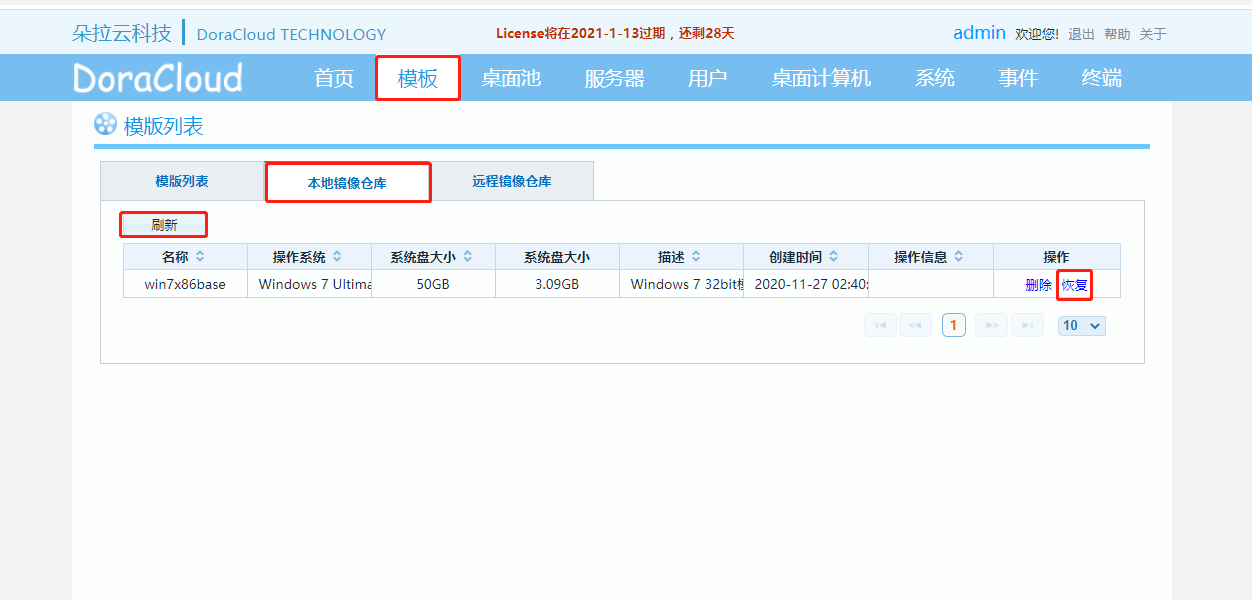 朵拉云科技 DoraCloud TECHNOLOGY License将在2021-1-13过期，还剩28天 admin 欢迎您! 退出 帮助 关于
DoraCloud 首页 模板 桌面池 服务器 用户 桌面计算机 系统 事件 终端
模版列表
模版列表 本地镜像仓库 远程镜像仓库
刷新
名称 操作系统 系统盘大小 系统盘大小 描述 创建时间 操作信息 操作
win7x86base Windows 7 Ultima 50GB 3.09GB Windows 7 32bit 2020-11-27 02:40: 删除 恢复
1 10